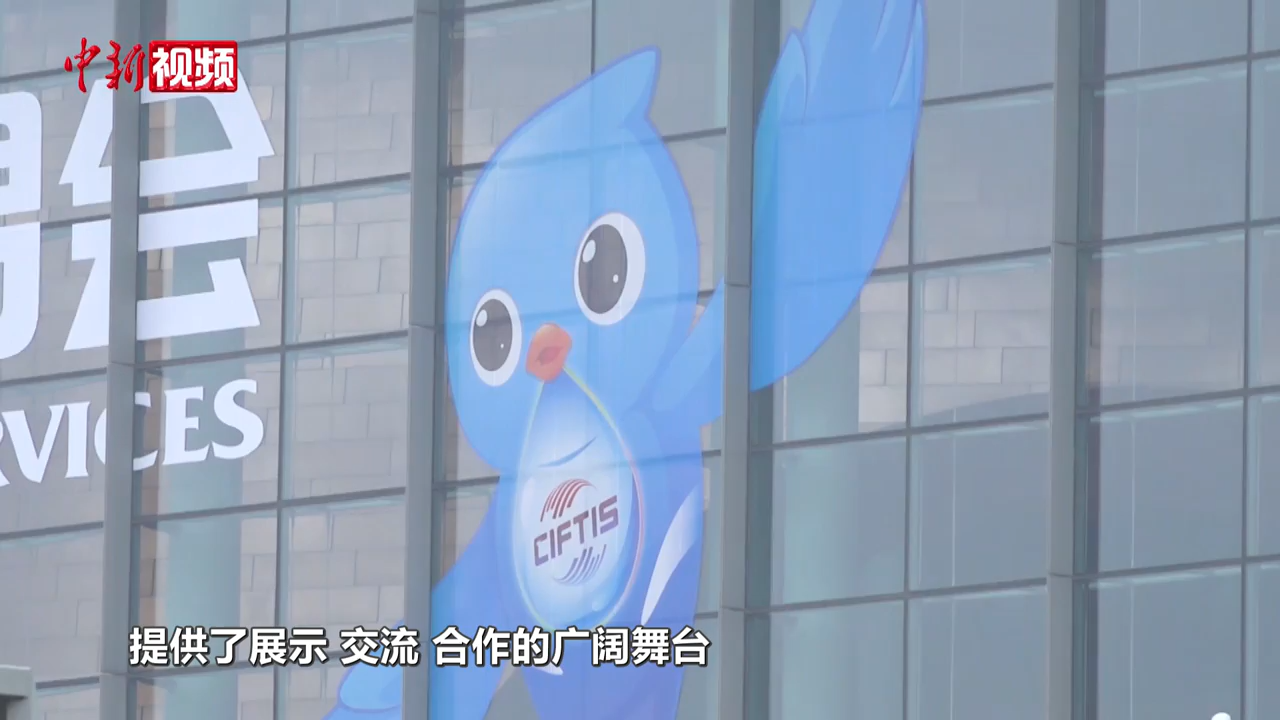 中新视频
会
RVICES
CIFTIS
提供了展示 交流 合作的广阔舞台